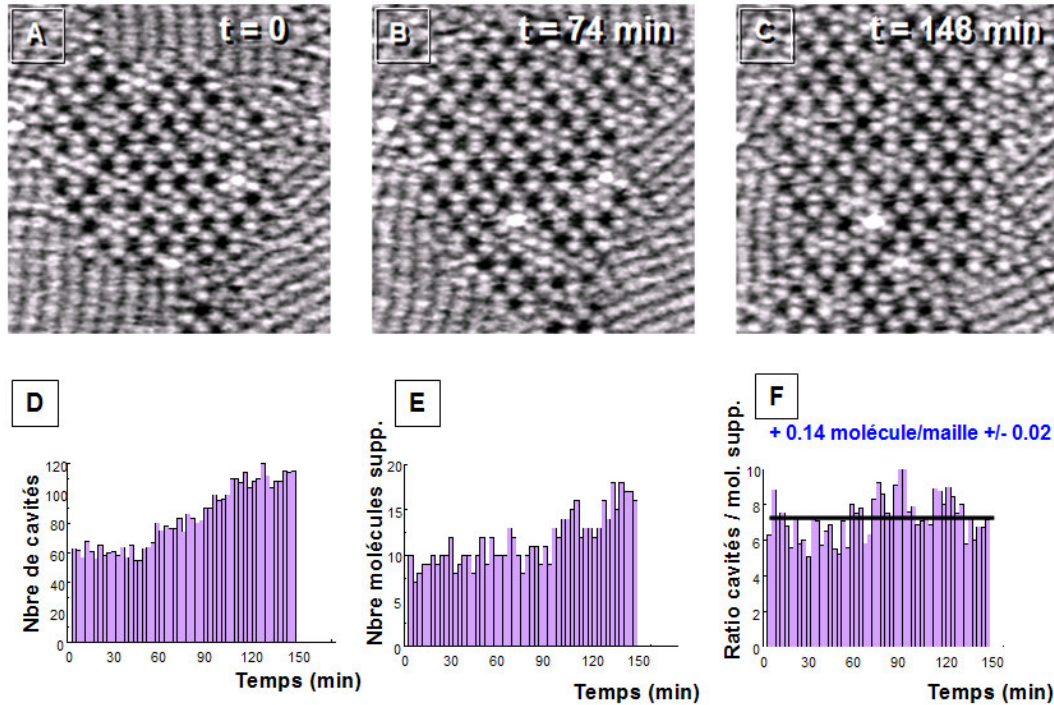 A
t = 0
B
t = 74 min
C
t = 148 min
D
Nbre de cavités
120
100
80
60
40
20
0
0 30 60 90 120 150
Temps (min)
E
Nbre molécules supp.
20
15
10
5
0
0 30 60 90 120 150
Temps (min)
F
+ 0.14 molécule/maille +/- 0.02
Ratio cavités / mol. supp.
10
8
6
4
2
0
0 30 60 90 120 150
Temps (min)